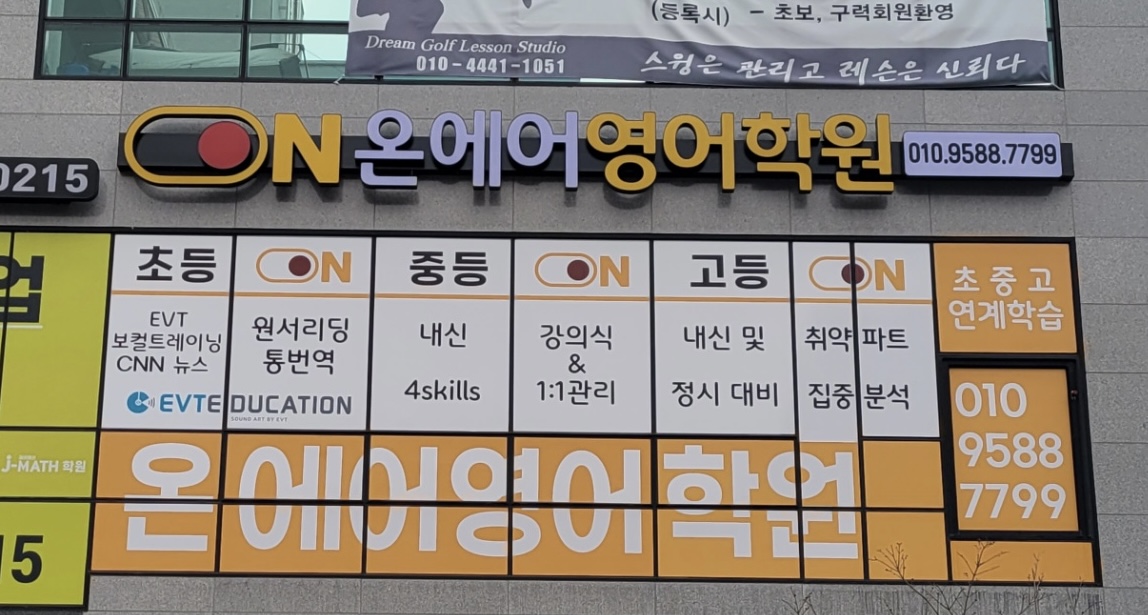 (등록시) - 초보, 구력회원환영
Dream Golf Lesson Studio
010-4441-1051
스윙은 관리고 레슨은 신뢰다
ON 온에어영어학원 010.9588.7799
0215
업
초등
EVT
보컬트레이닝
CNN 뉴스
ON
원서리딩
통번역
EVTEDUCATION
SOUND ART BY EVT
중등
내신
4skills
ON
강의식
&
1:1관리
고등
내신 및
정시 대비
ON
취약 파트
집중 분석
초 중 고
연계학습
010
9588
7799
J-MATH 학원
온에어영어학원
15